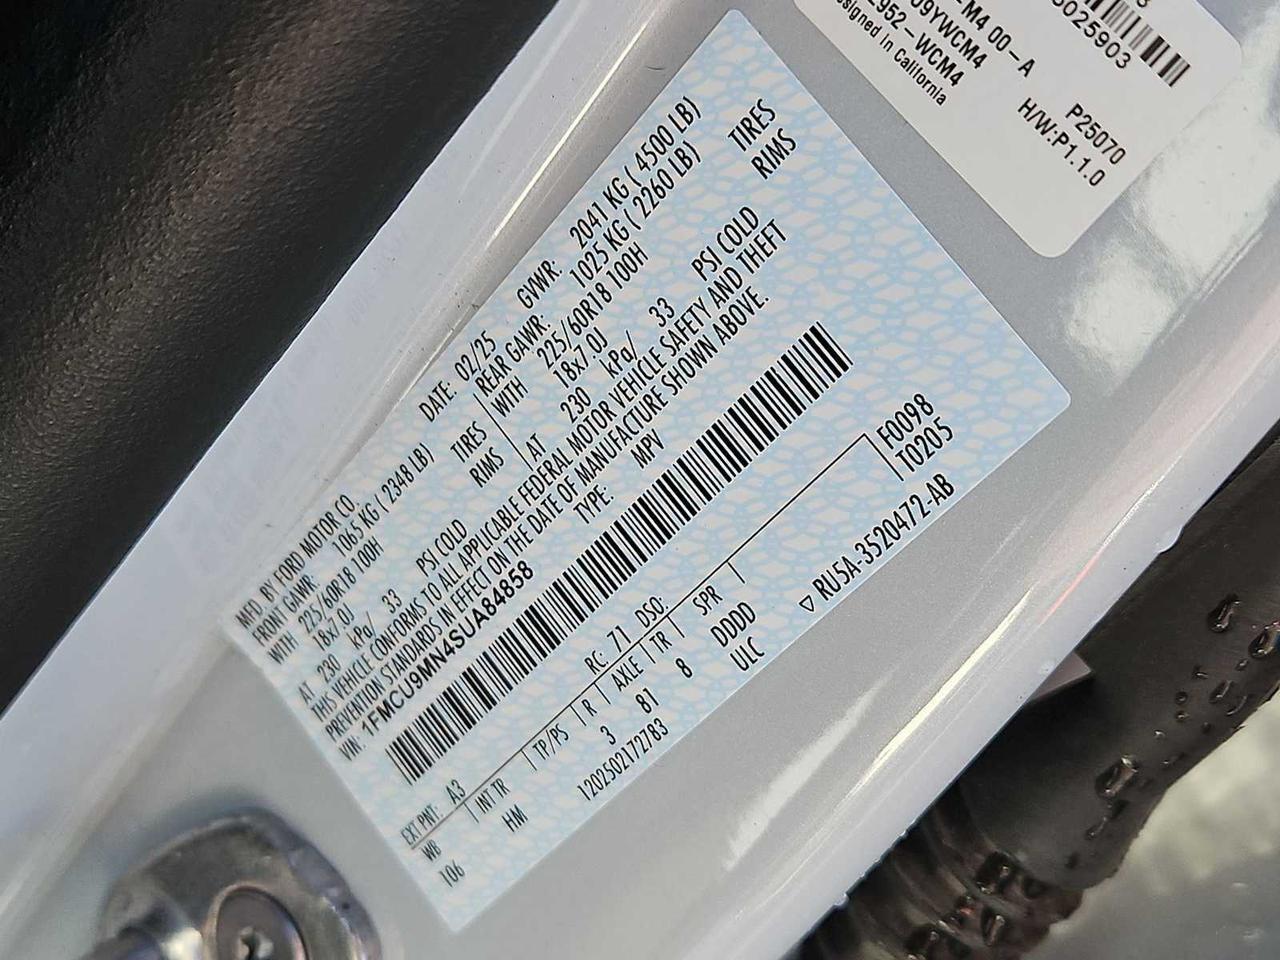 MFD. BY FORD MOTOR CO.
DATE: 02/25 GVWR: 2041 KG ( 4500 LB)
FRONT GAWR: 1065 KG ( 2348 LB) REAR GAWR: 1025 KG ( 2260 LB)
WITH 225/60R18 100H TIRES WITH 225/60R18 100H TIRES
18x7.0J RIMS 18x7.0J RIMS
AT 230 kPa/ 33 PSI COLD AT 230 kPa/ 33 PSI COLD
THIS VEHICLE CONFORMS TO ALL APPLICABLE FEDERAL MOTOR VEHICLE SAFETY AND THEFT
PREVENTION STANDARDS IN EFFECT ON THE DATE OF MANUFACTURE SHOWN ABOVE.
VIN: 1FMCU9MN4SUA84858 TYPE: MPV
EXT PNT: A3 RC: 71 DSO: F0098
WB INT TR TP/PS R AXLE TR SPR T0205
106 HM 3 81 8 DDDD
1202502172783 ULC
▽ RU5A-3520472-AB
025903
M4 00-A
09YWCM4
952-WCM4
signed in California
P25070
H/W:P1.1.0